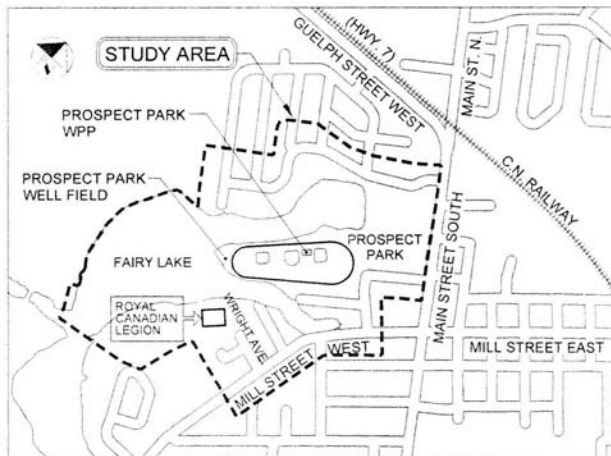 STUDY AREA
(HWY. 7)
GUELPH STREET WEST
MAIN ST. N.
PROSPECT PARK
WPP
PROSPECT PARK
WELL FIELD
C.N. RAILWAY
PROSPECT
PARK
FAIRY LAKE
MAIN STREET SOUTH
ROYAL
CANADIAN
LEGION
WRIGHT AVE.
MILL STREET
WEST
MILL STREET EAST